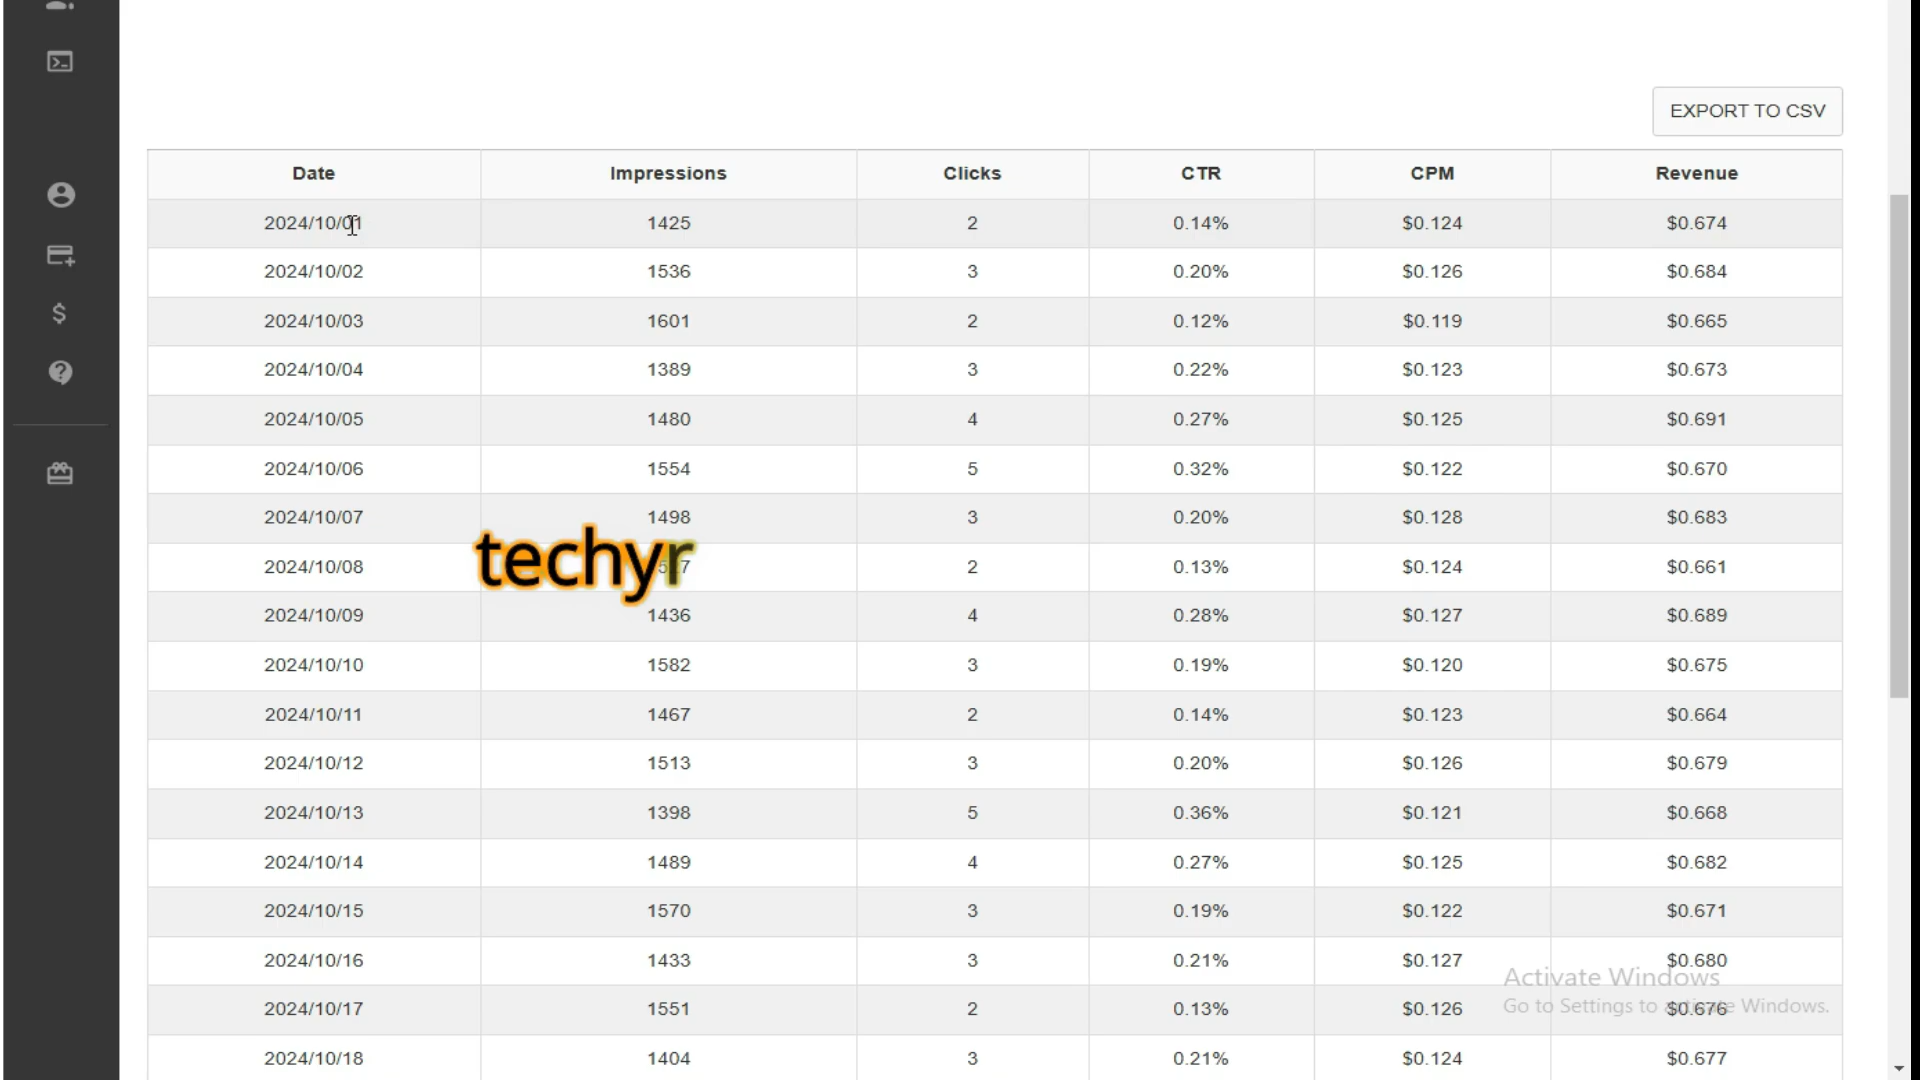 EXPORT TO CSV
Date Impressions Clicks CTR CPM Revenue
2024/10/01 1425 2 0.14% $0.124 $0.674
2024/10/02 1536 3 0.20% $0.126 $0.684
2024/10/03 1601 2 0.12% $0.119 $0.665
2024/10/04 1389 3 0.22% $0.123 $0.673
2024/10/05 1480 4 0.27% $0.125 $0.691
2024/10/06 1554 5 0.32% $0.122 $0.670
2024/10/07 1498 3 0.20% $0.128 $0.683
techyr
2024/10/08 2 0.13% $0.124 $0.661
2024/10/09 1436 4 0.28% $0.127 $0.689
2024/10/10 1582 3 0.19% $0.120 $0.675
2024/10/11 1467 2 0.14% $0.123 $0.664
2024/10/12 1513 3 0.20% $0.126 $0.679
2024/10/13 1398 5 0.36% $0.121 $0.668
2024/10/14 1489 4 0.27% $0.125 $0.682
2024/10/15 1570 3 0.19% $0.122 $0.671
2024/10/16 1433 3 0.21% $0.127 $0.680
Activate Windows
2024/10/17 1551 2 0.13% $0.126 $0.676
Go to Settings to activate Windows.
2024/10/18 1404 3 0.21% $0.124 $0.677